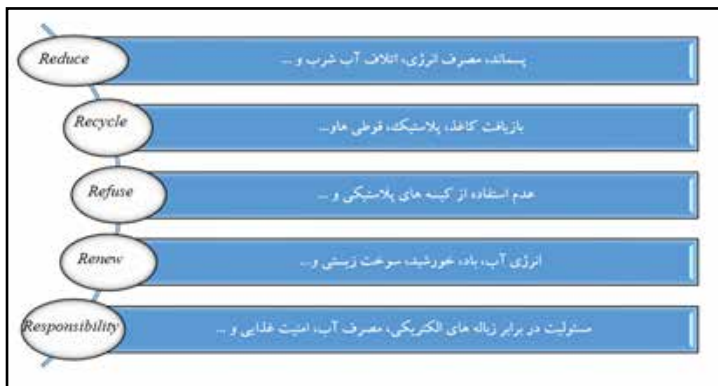 Reduce
پسماند، مصرف انرژی، اتلاف آب شرب و ...
Recycle
بازیافت کاغذ، پلاستیک، قوطی هاو...
Refuse
عدم استفاده از کیسه های پلاستیکی و ...
Renew
انرژی آب، باد، خورشید، سوخت زیستی و...
Responsibility
مسئولیت در برابر زباله های الکتریکی، مصرف آب، امنیت غذایی و ...